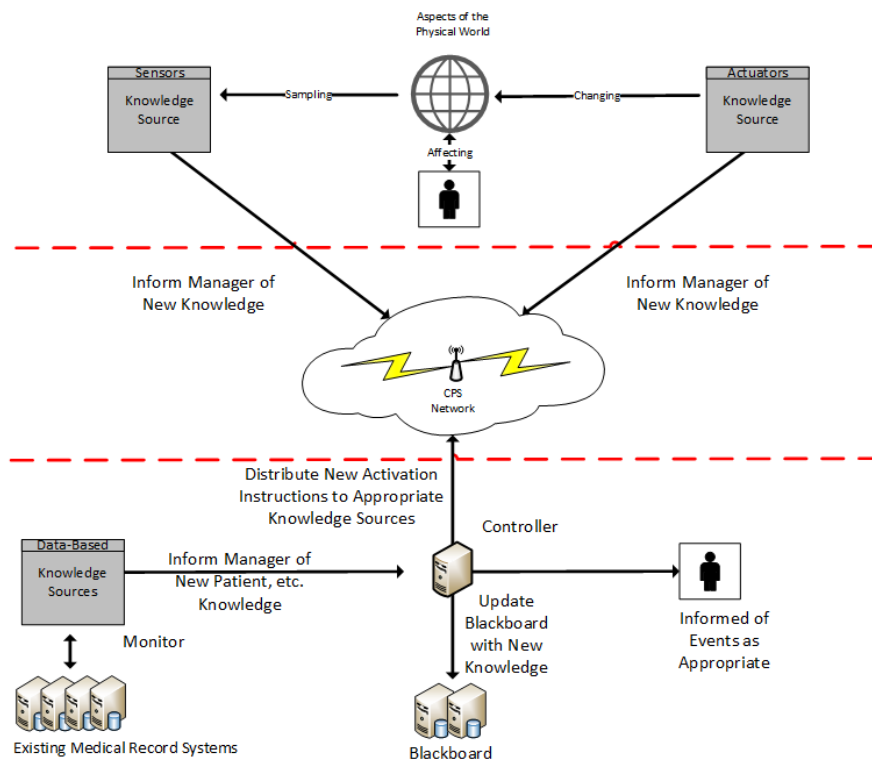 Aspects of the
Physical World
Sensors
Knowledge
Source
Sampling
Changing
Actuators
Knowledge
Source
Affecting
Inform Manager of
New Knowledge
Inform Manager of
New Knowledge
CPS
Network
Distribute New Activation
Instructions to Appropriate
Knowledge Sources
Controller
Data-Based
Knowledge
Sources
Inform Manager of
New Patient, etc.
Knowledge
Update
Blackboard
with New
Knowledge
Informed of
Events as
Appropriate
Monitor
Existing Medical Record Systems
Blackboard